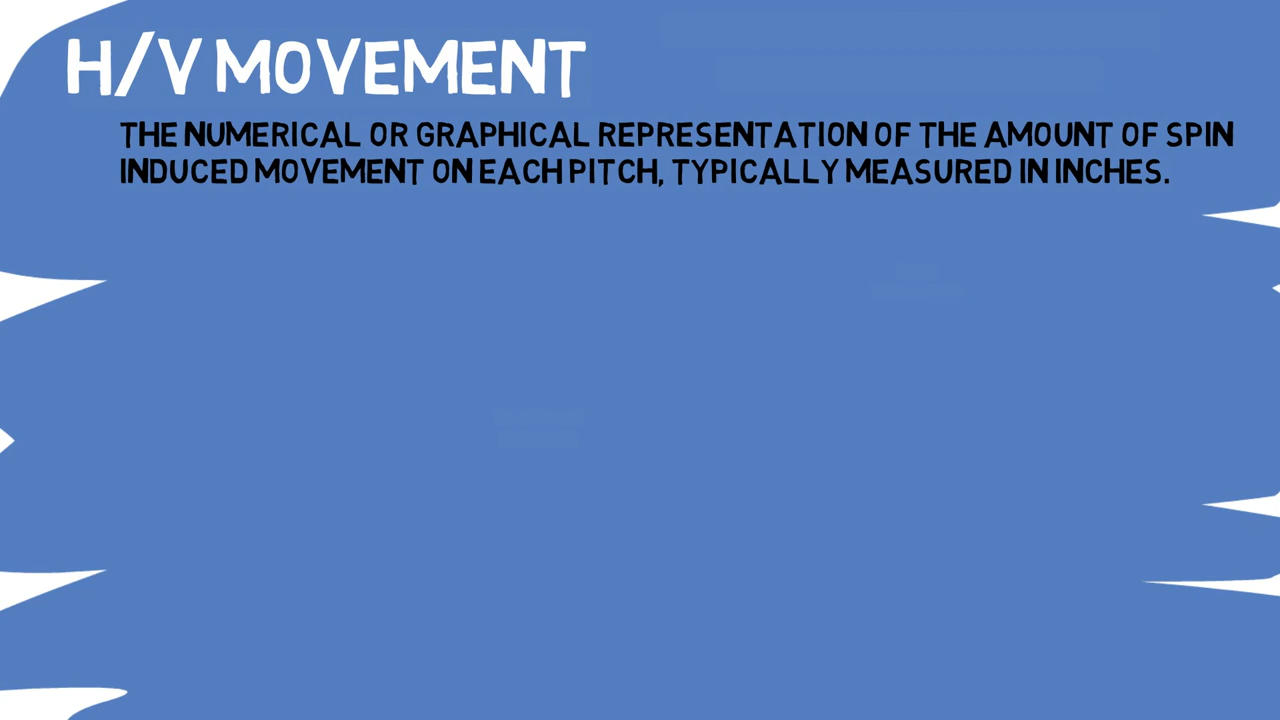 H/V MOVEMENT
THE NUMERICAL OR GRAPHICAL REPRESENTATION OF THE AMOUNT OF SPIN
INDUCED MOVEMENT ON EACH PITCH, TYPICALLY MEASURED IN INCHES.